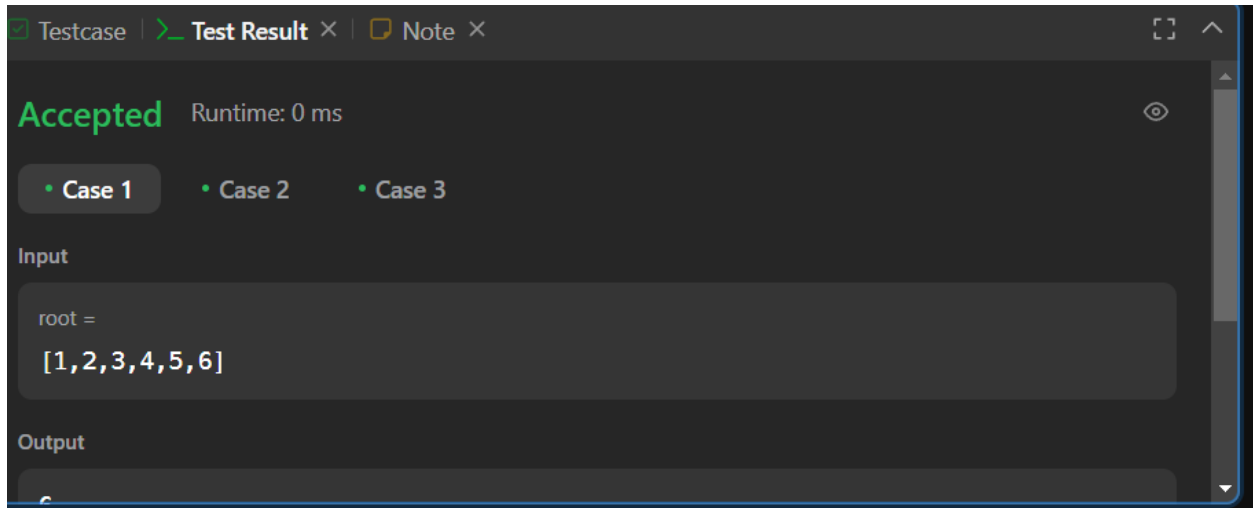 Testcase Test Result Note
Accepted Runtime: 0 ms
Case 1 Case 2 Case 3
Input
root =
[1,2,3,4,5,6]
Output